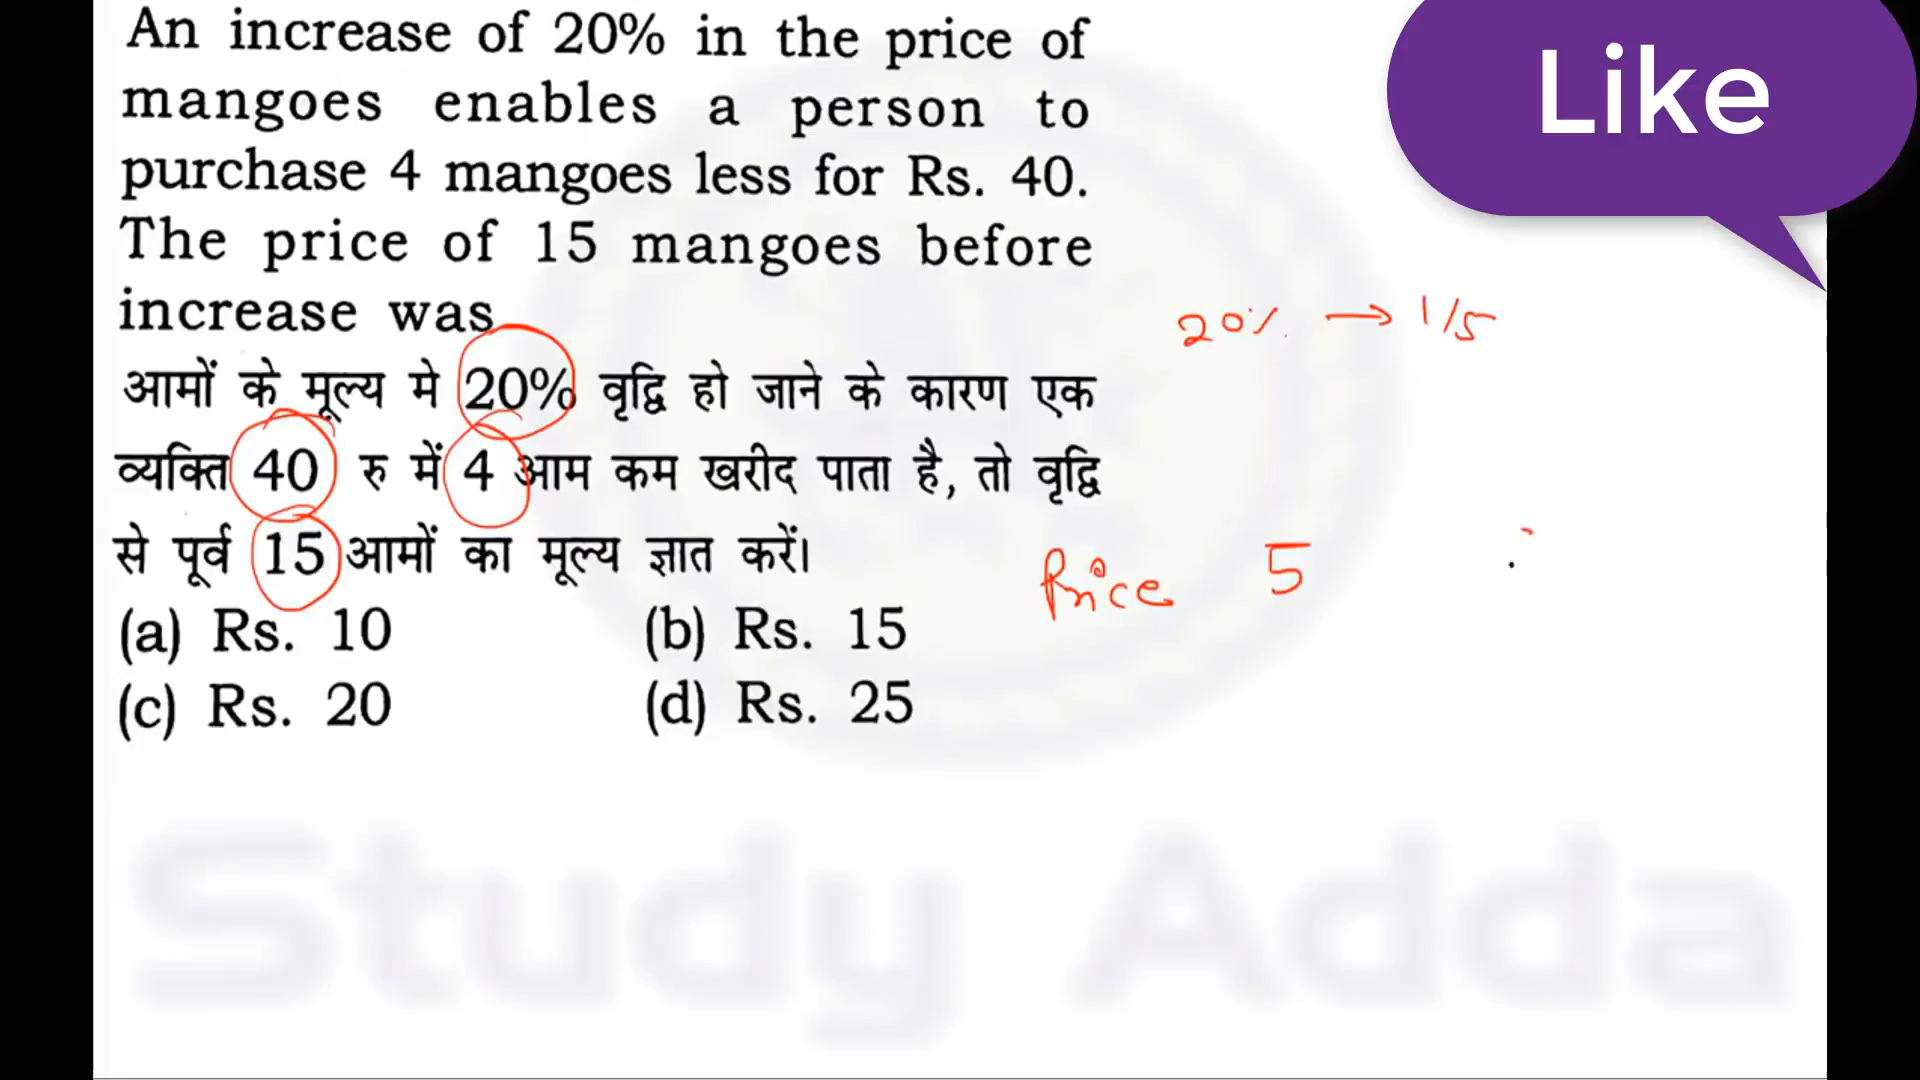 An increase of 20% in the price of
mangoes enables a person to
purchase 4 mangoes less for Rs. 40.
The price of 15 mangoes before
increase was
आमों के मूल्य मे 20% वृद्वि हो जाने के कारण एक
व्यक्ति 40 रु में 4 आम कम खरीद पाता है, तो वृद्वि
से पूर्व 15 आमों का मूल्य ज्ञात करें।
(a) Rs. 10 (b) Rs. 15
(c) Rs. 20 (d) Rs. 25
Like
20% → 1/5
Price 5
Study Adda